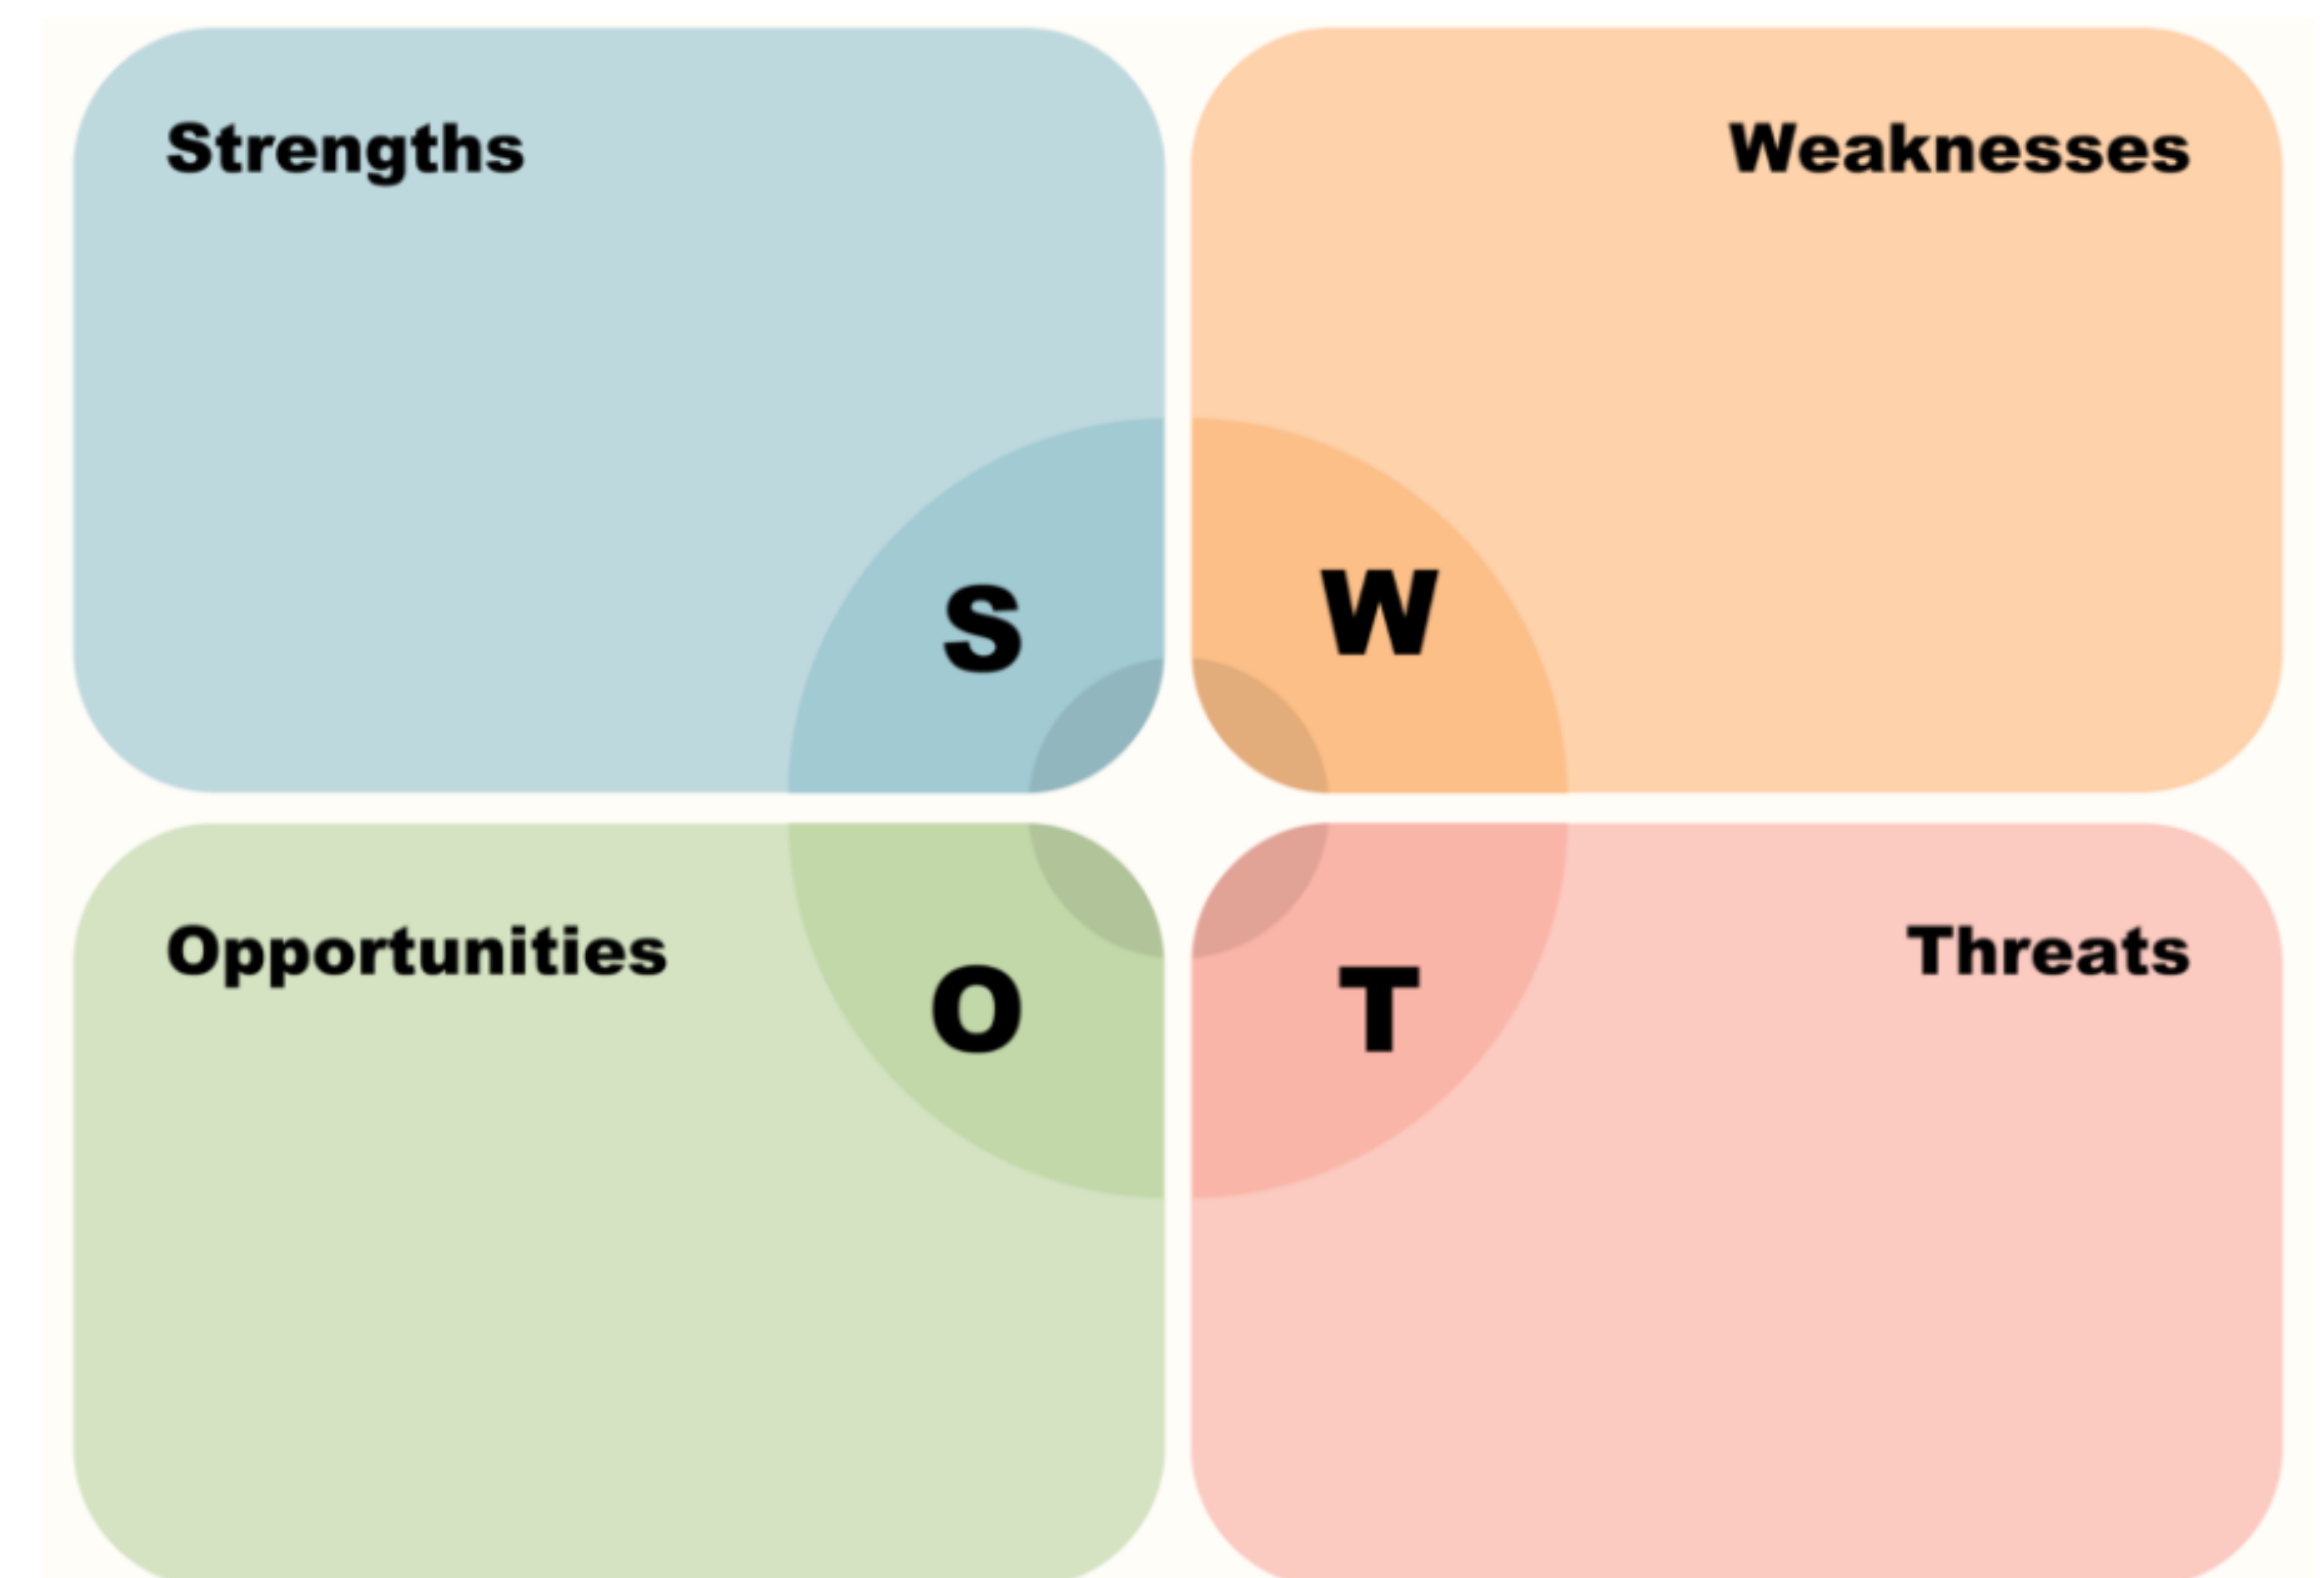 Strengths
Weaknesses
S
W
Opportunities
Threats
O
T